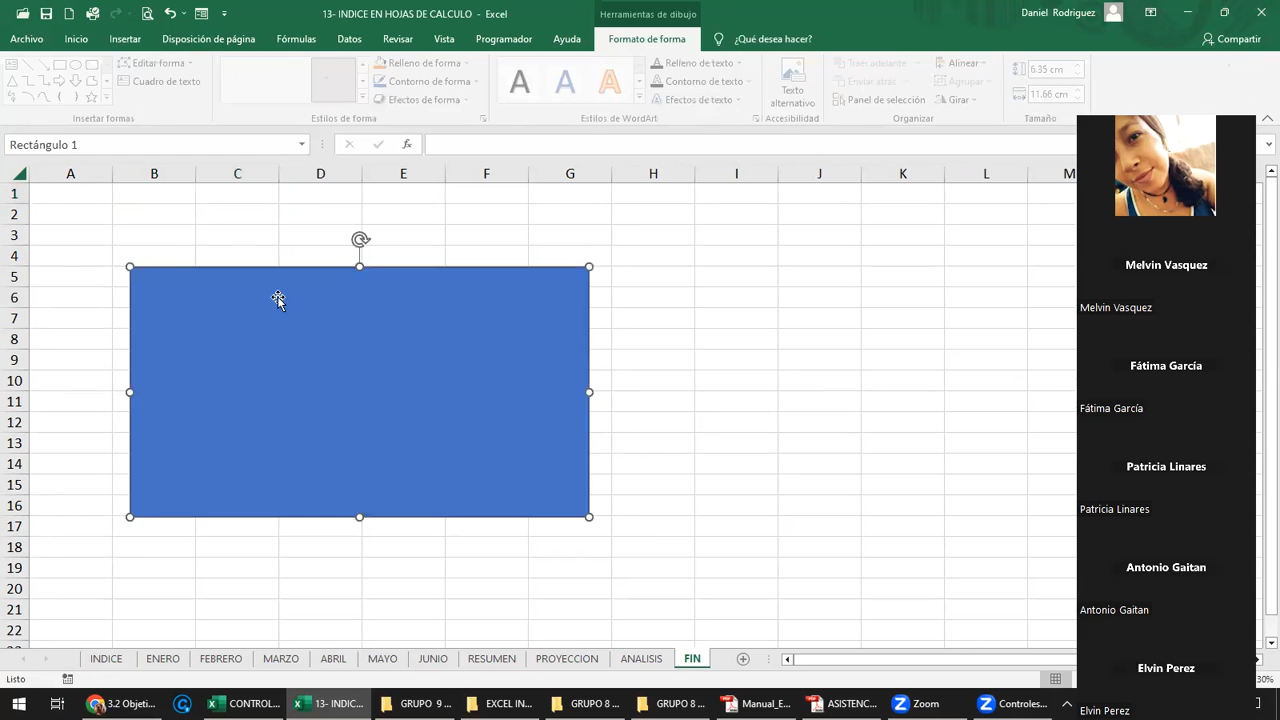 13- INDICE EN HOJAS DE CALCULO - Excel
Herramientas de dibujo
Daniel Rodriguez
Archivo Inicio Insertar Disposición de página Fórmulas Datos Revisar Vista Programador Ayuda Formato de forma ¿Qué desea hacer? Compartir
Editar forma
Cuadro de texto
Insertar formas
Relleno de forma
Contorno de forma
Efectos de forma
Estilos de forma
A A A
Relleno de texto
Contorno de texto
Efectos de texto
Estilos de WordArt
Texto
alternativo
Accesibilidad
Traer adelante
Enviar atrás
Panel de selección
Alinear
Agrupar
Girar
Organizar
6.35 cm
11.66 cm
Tamaño
Rectángulo 1
fx
A B C D E F G H I J K L M
1
2
3
4
5
6
7
8
9
10
11
12
13
14
15
16
17
18
19
20
21
22
Melvin Vasquez
Melvin Vasquez
Fátima García
Fátima García
Patricia Linares
Patricia Linares
Antonio Gaitan
Antonio Gaitan
Elvin Perez
Elvin Perez
INDICE ENERO FEBRERO MARZO ABRIL MAYO JUNIO RESUMEN PROYECCION ANALISIS FIN
Listo
30%
3.2 Objeti... CONTROL... 13- INDIC... GRUPO 9 ... EXCEL IN... GRUPO 8 ... GRUPO 8 ... Manual_E... ASISTENC... Zoom Controles...